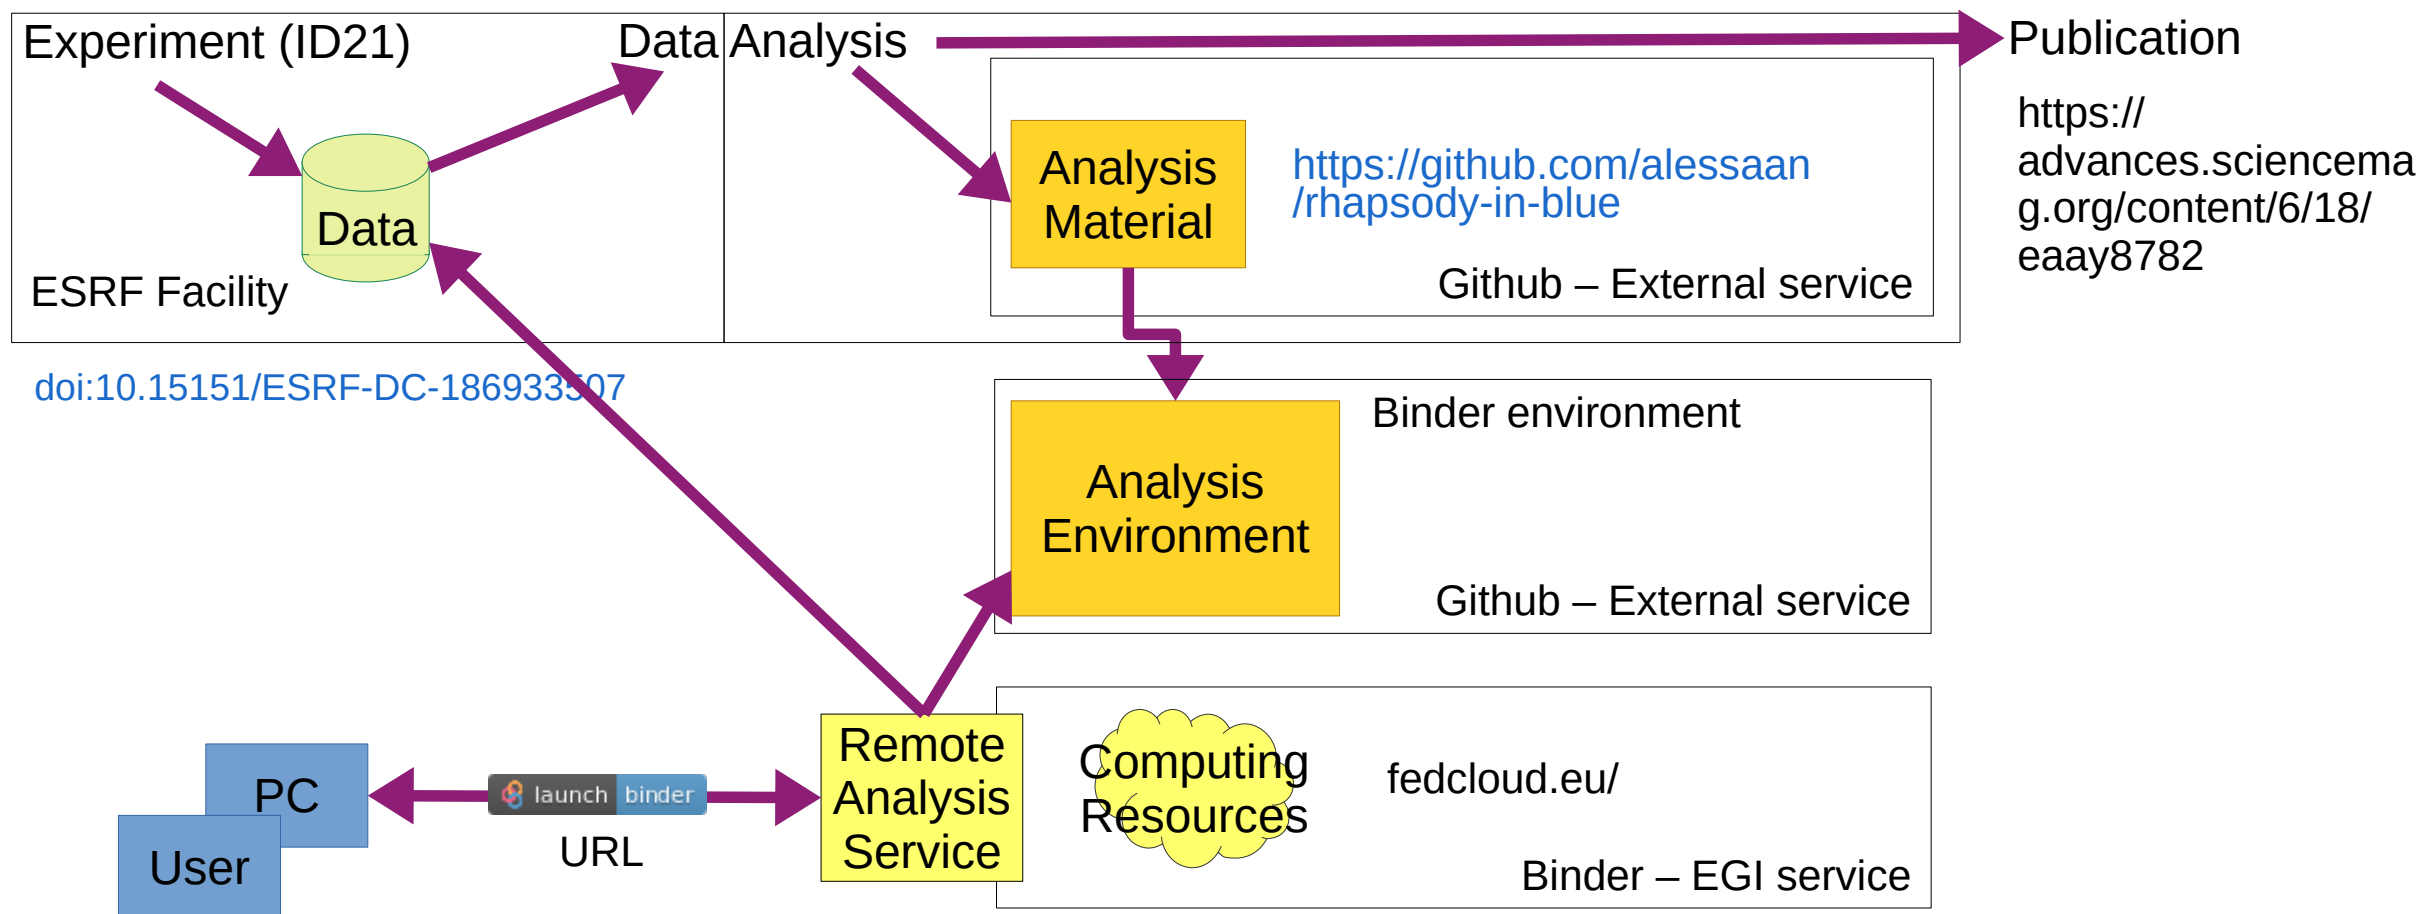 Experiment (ID21)
Data Analysis
Publication
https://
advances.sciencema
g.org/content/6/18/
eaay8782
Data
ESRF Facility
Analysis
Material
https://github.com/alessaan
/rhapsody-in-blue
Github – External service
doi:10.15151/ESRF-DC-186933507
Binder environment
Analysis
Environment
Github – External service
PC
User
launch binder
URL
Remote
Analysis
Service
Computing
Resources
fedcloud.eu/
Binder – EGI service